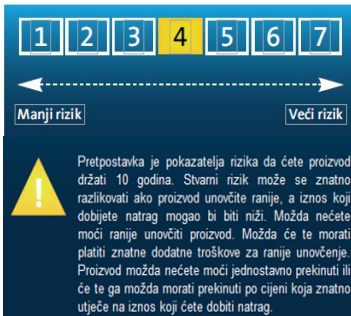 1 2 3 4 5 6 7
Manji rizik Veći rizik
Pretpostavka je pokazatelja rizika da ćete proizvod
držati 10 godina. Stvarni rizik može se znatno
razlikovati ako proizvod unovčite ranije, a iznos koji
dobijete natrag mogao bi biti niži. Možda nećete
moći ranije unovčiti proizvod. Možda će te morati
platiti znatne dodatne troškove za ranije unovčenje.
Proizvod možda nećete moći jednostavno prekinuti ili
će te ga možda morati prekinuti po cijeni koja znatno
utječe na iznos koji ćete dobiti natrag.